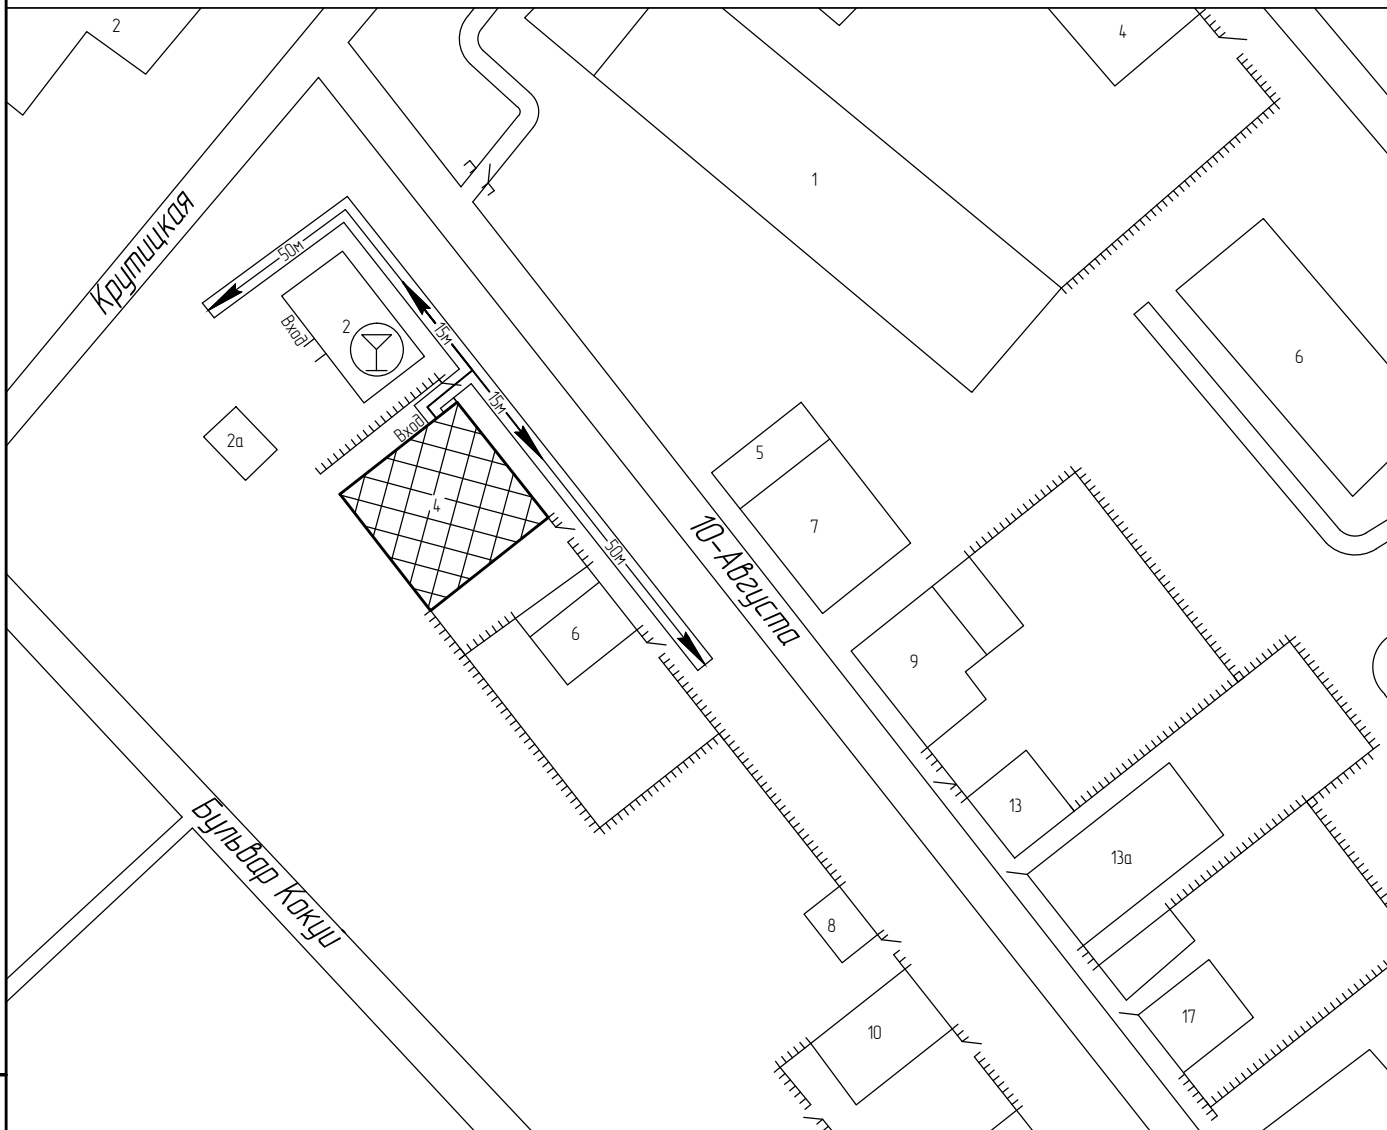 2
4
1
Крутицкая
50м
Вход
2
15м
6
15м
2а
Вход
5
4
7
10-Августа
50м
6
9
13
13а
Бульвар Кокуи
8
17
10